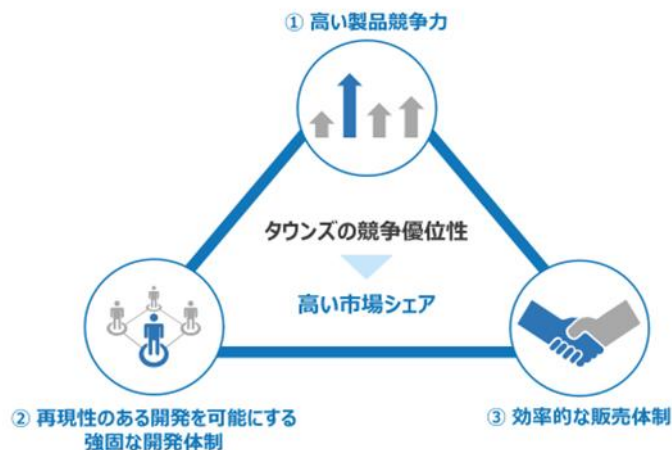 ① 高い製品競争力
タウンズの競争優位性
高い市場シェア
② 再現性のある開発を可能にする
強固な開発体制
③ 効率的な販売体制